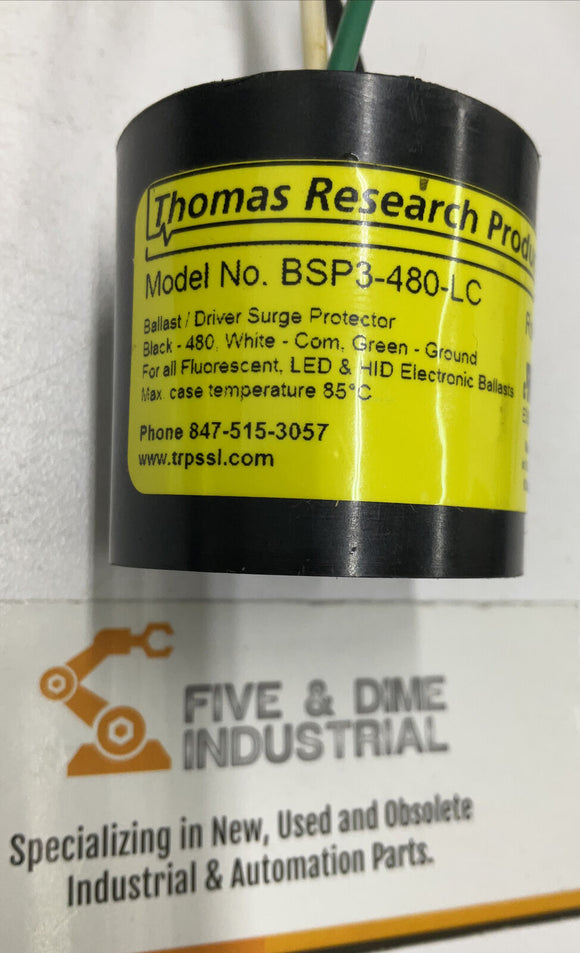 Thomas Research
Model No. BSP3-480-LC
Ballast / Driver Surge Protector
Black - 480, White - Com, Green - Ground
For all Fluorescent, LED & HID Electronic Ballasts
Max. case temperature 85°C
Phone 847-515-3057
www.trpssl.com
FIVE & DIME
INDUSTRIAL
Specializing in New, Used and Obsolete
Industrial & Automation Parts.